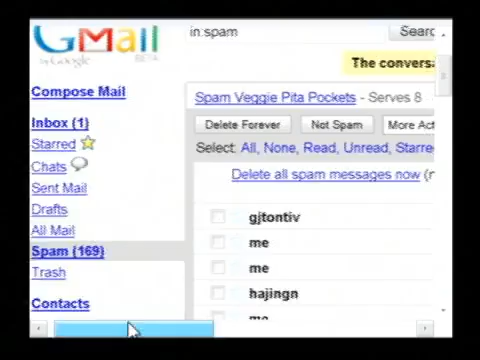 in:spam
Searc
GMail
by Google
BETA
The conversa
Compose Mail
Spam Veggie Pita Pockets - Serves 8
Delete Forever
Not Spam
More Act
Select: All, None, Read, Unread, Starre
Delete all spam messages now (n
Inbox (1)
Starred
Chats
Sent Mail
Drafts
All Mail
Spam (169)
Trash
Contacts
gjtontiv
me
me
hajingn
me